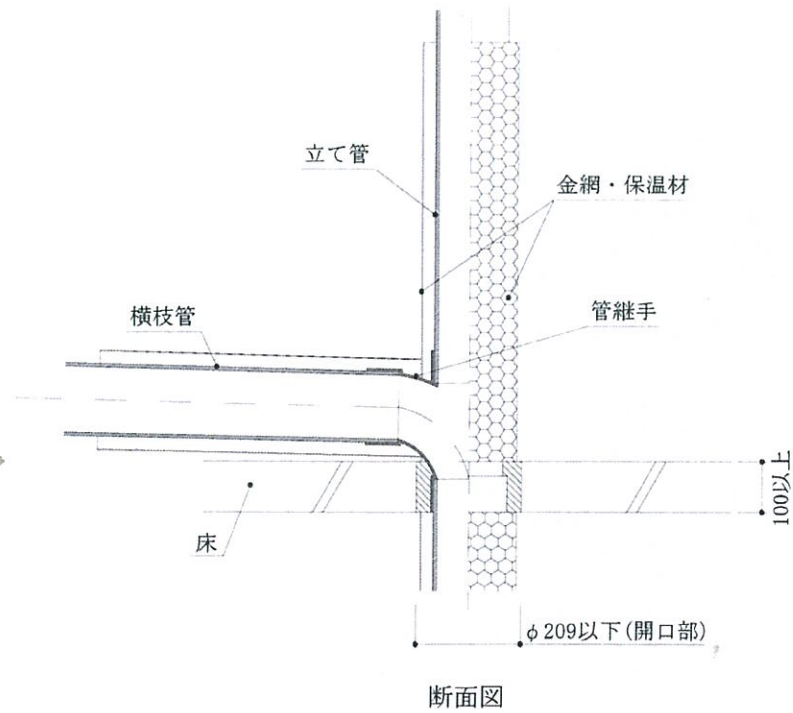 立て管
金網・保温材
横枝管
管継手
床
100以上
φ209以下(開口部)
断面図